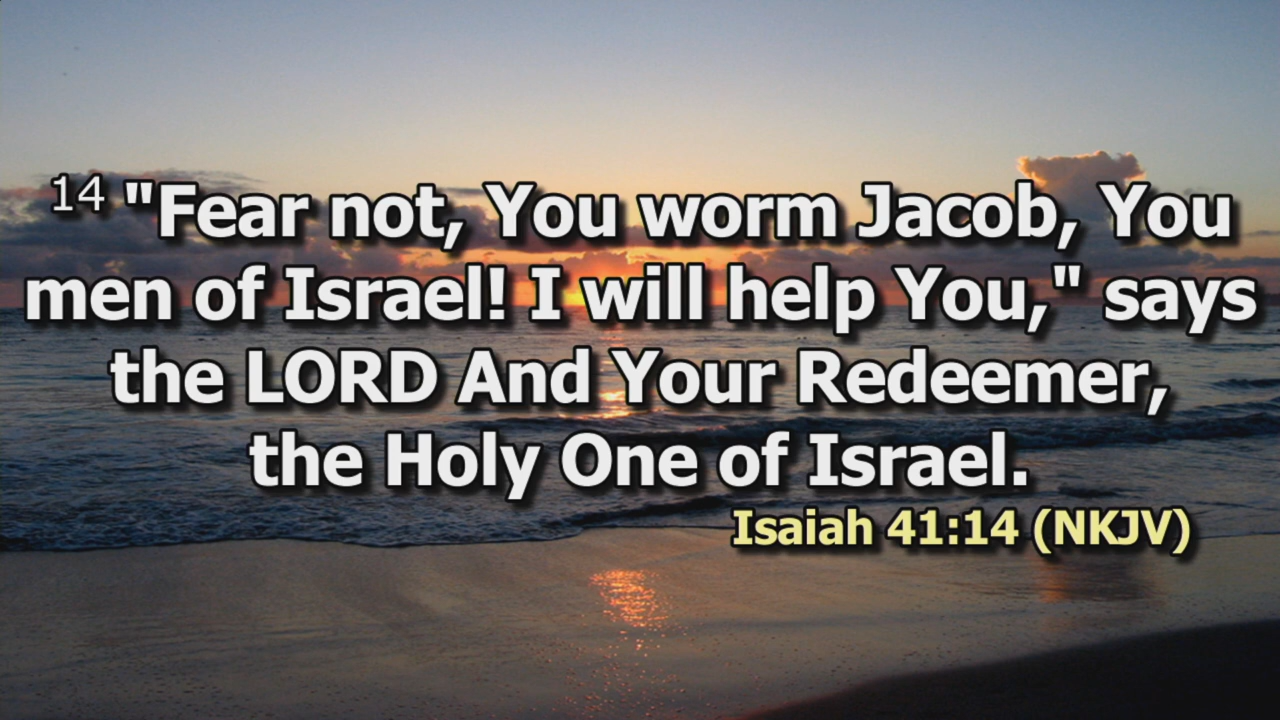 14 "Fear not, You worm Jacob, You
men of Israel! I will help You," says
the LORD And Your Redeemer,
the Holy One of Israel.
Isaiah 41:14 (NKJV)